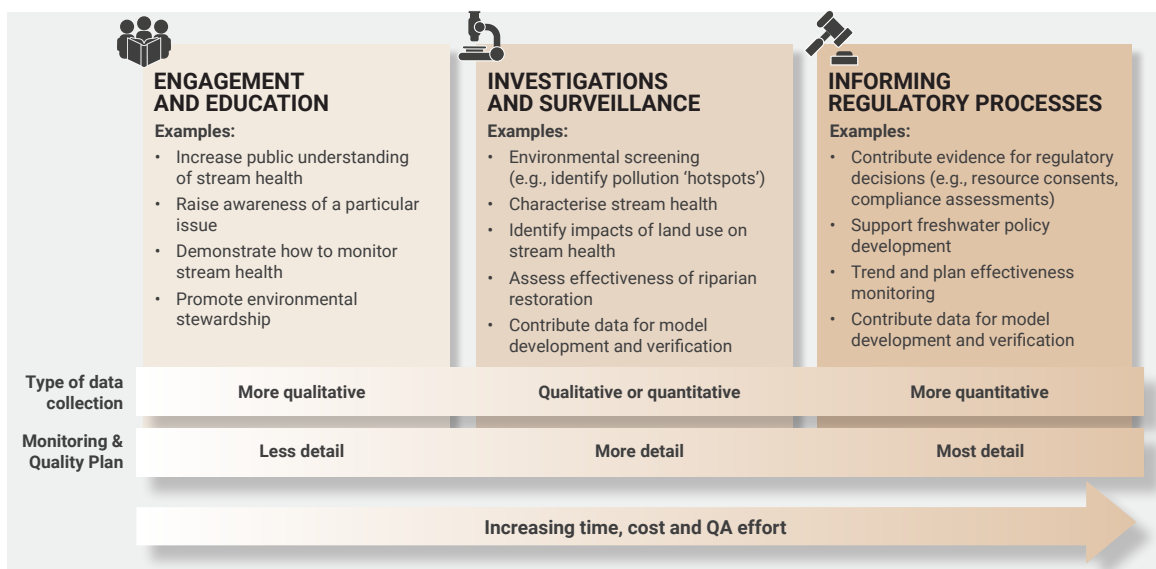 ENGAGEMENT
AND EDUCATION
Examples:
• Increase public understanding
of stream health
• Raise awareness of a particular
issue
• Demonstrate how to monitor
stream health
• Promote environmental
stewardship
INVESTIGATIONS
AND SURVEILLANCE
Examples:
• Environmental screening
(e.g., identify pollution ‘hotspots’)
• Characterise stream health
• Identify impacts of land use on
stream health
• Assess effectiveness of riparian
restoration
• Contribute data for model
development and verification
INFORMING
REGULATORY PROCESSES
Examples:
• Contribute evidence for regulatory
decisions (e.g., resource consents,
compliance assessments)
• Support freshwater policy
development
• Trend and plan effectiveness
monitoring
• Contribute data for model
development and verification
Type of data
collection
More qualitative
Qualitative or quantitative
More quantitative
Monitoring &
Quality Plan
Less detail
More detail
Most detail
Increasing time, cost and QA effort